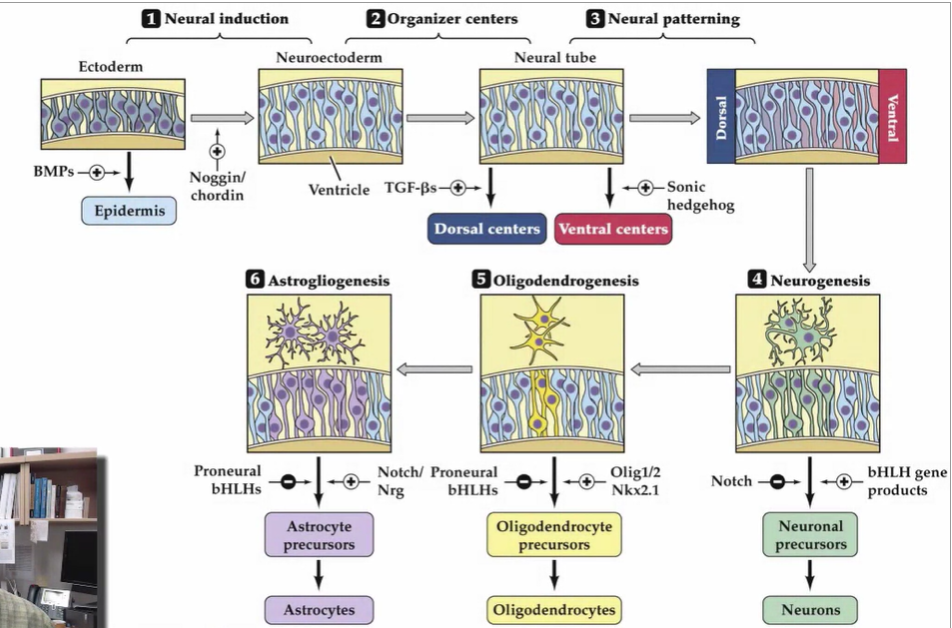 1 Neural induction
2 Organizer centers
3 Neural patterning
Ectoderm
Neuroectoderm
Neural tube
Dorsal
Ventral
BMPs
+
Epidermis
+
Noggin/
chordin
Ventricle
TGF-βs
+
Dorsal centers
+
Sonic
hedgehog
Ventral centers
6 Astrogliogenesis
5 Oligodendrogenesis
4 Neurogenesis
Proneural
bHLHs
−
+
Notch/
Nrg
Astrocyte
precursors
Astrocytes
Proneural
bHLHs
−
+
Olig1/2
Nkx2.1
Oligodendrocyte
precursors
Oligodendrocytes
Notch
−
+
bHLH gene
products
Neuronal
precursors
Neurons